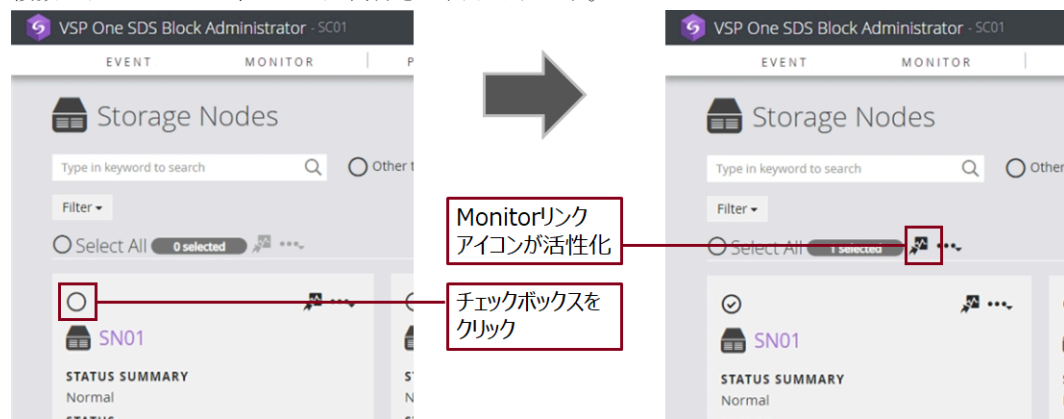 VSP One SDS Block Administrator - SC01
EVENT MONITOR
Storage Nodes
Type in keyword to search
Other t
Filter
Select All 0 selected
SN01
STATUS SUMMARY
Normal
Monitorリンク
アイコンが活性化
チェックボックスを
クリック
VSP One SDS Block Administrator - SC01
EVENT MONITOR
Storage Nodes
Type in keyword to search
Other
Filter
Select All 1 selected
SN01
STATUS SUMMARY
Normal